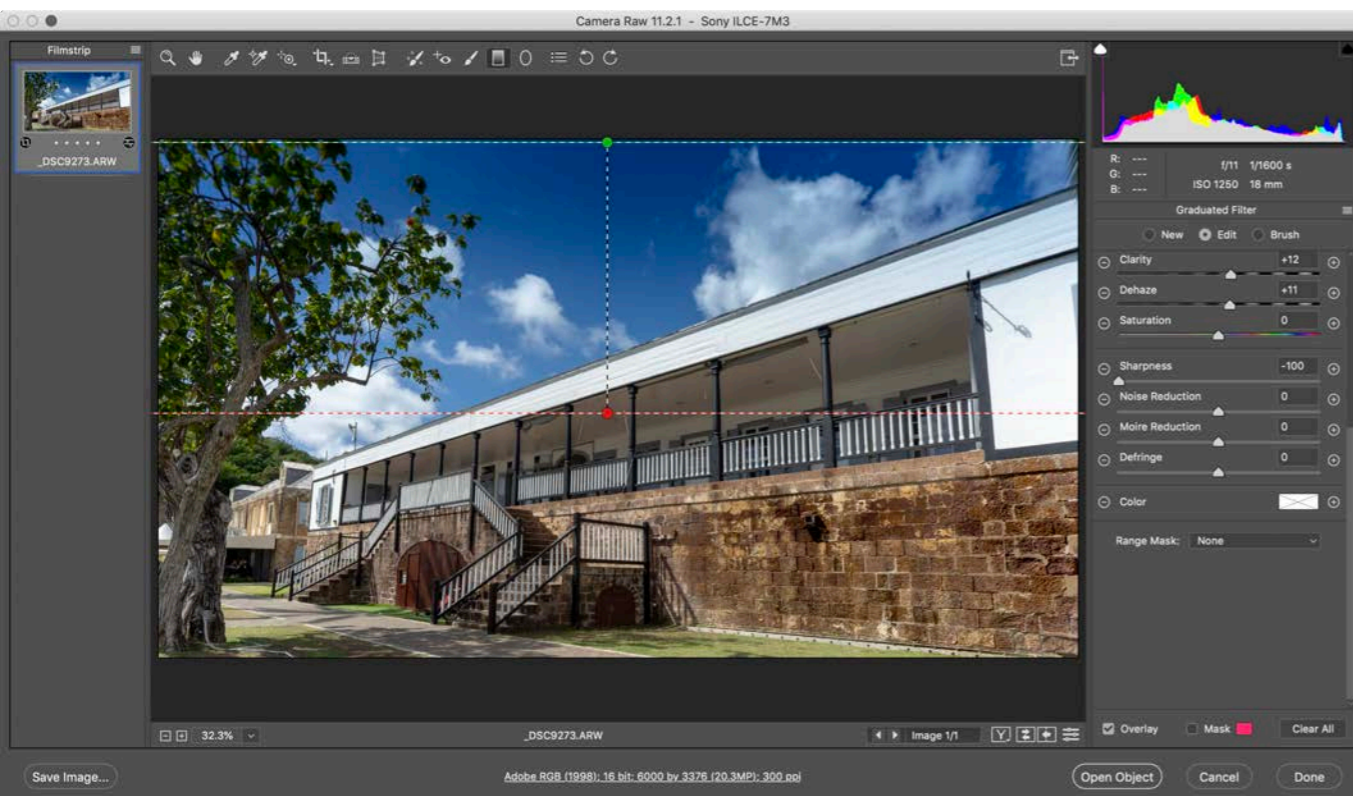 Camera Raw 11.2.1 - Sony ILCE-7M3
Filmstrip
_DSC9273.ARW
R: ---
G: ---
B: ---
f/11 1/1600 s
ISO 1250 18 mm
Graduated Filter
New Edit Brush
Clarity +12
Dehaze +11
Saturation 0
Sharpness -100
Noise Reduction 0
Moire Reduction 0
Defringe 0
Color
Range Mask: None
Overlay Mask Clear All
32.3% _DSC9273.ARW Image 1/1 Y
Save Image... Adobe RGB (1998); 16 bit; 6000 by 3376 (20.3MP); 300 ppi Open Object Cancel Done